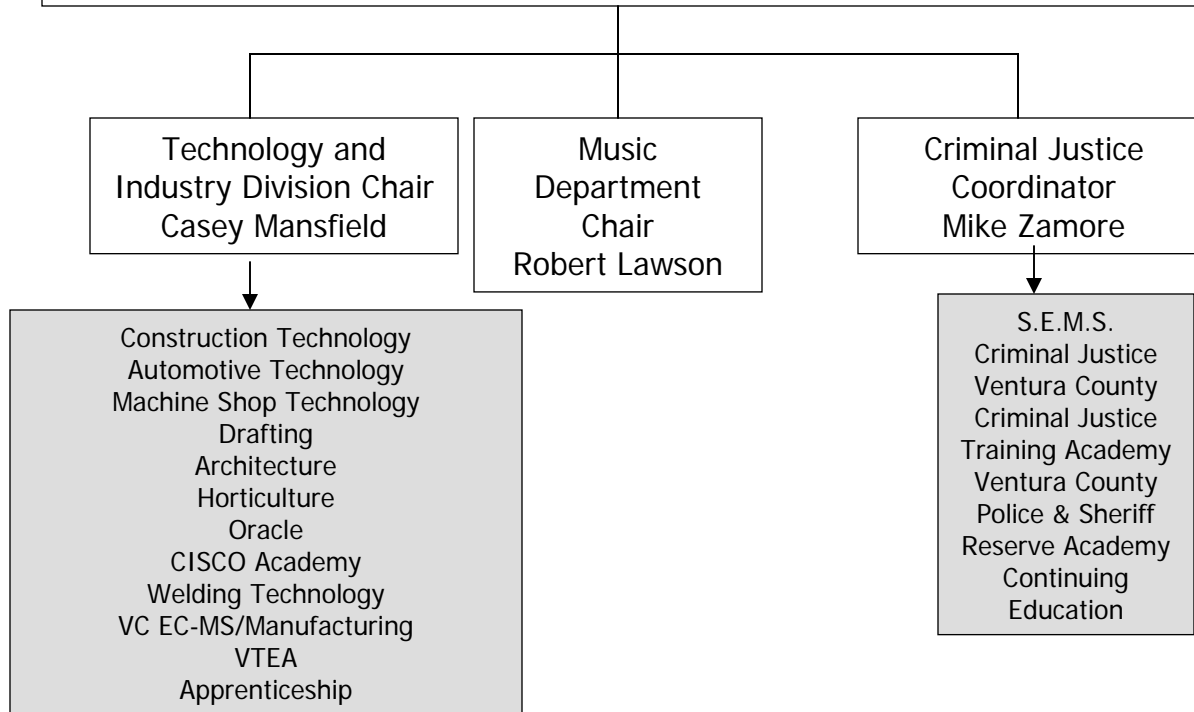 Technology and
Industry Division Chair
Casey Mansfield
Music
Department
Chair
Robert Lawson
Criminal Justice
Coordinator
Mike Zamore
Construction Technology
Automotive Technology
Machine Shop Technology
Drafting
Architecture
Horticulture
Oracle
CISCO Academy
Welding Technology
VC EC-MS/Manufacturing
VTEA
Apprenticeship
S.E.M.S.
Criminal Justice
Ventura County
Criminal Justice
Training Academy
Ventura County
Police & Sheriff
Reserve Academy
Continuing
Education